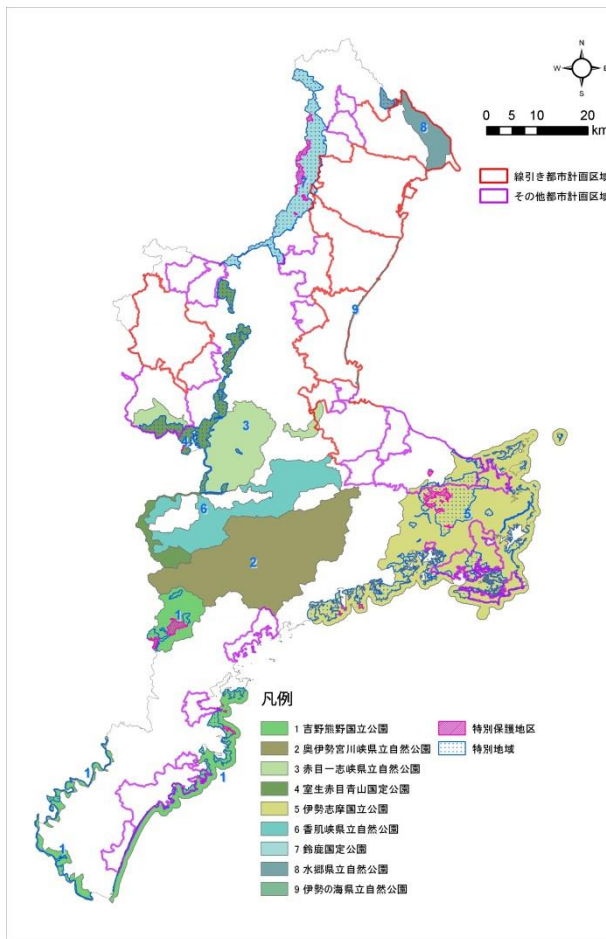 N
W E
S
0 5 10 20
km
線引き都市計画区域
その他都市計画区域
8
7
9
3
4
6
5
2
1
1
1
1
凡例
1 吉野熊野国立公園
2 奥伊勢宮川峡県立自然公園
3 赤目一志峡県立自然公園
4 室生赤目青山国定公園
5 伊勢志摩国立公園
6 香肌峡県立自然公園
7 鈴鹿国定公園
8 水郷県立自然公園
9 伊勢の海県立自然公園
特別保護地区
特別地域